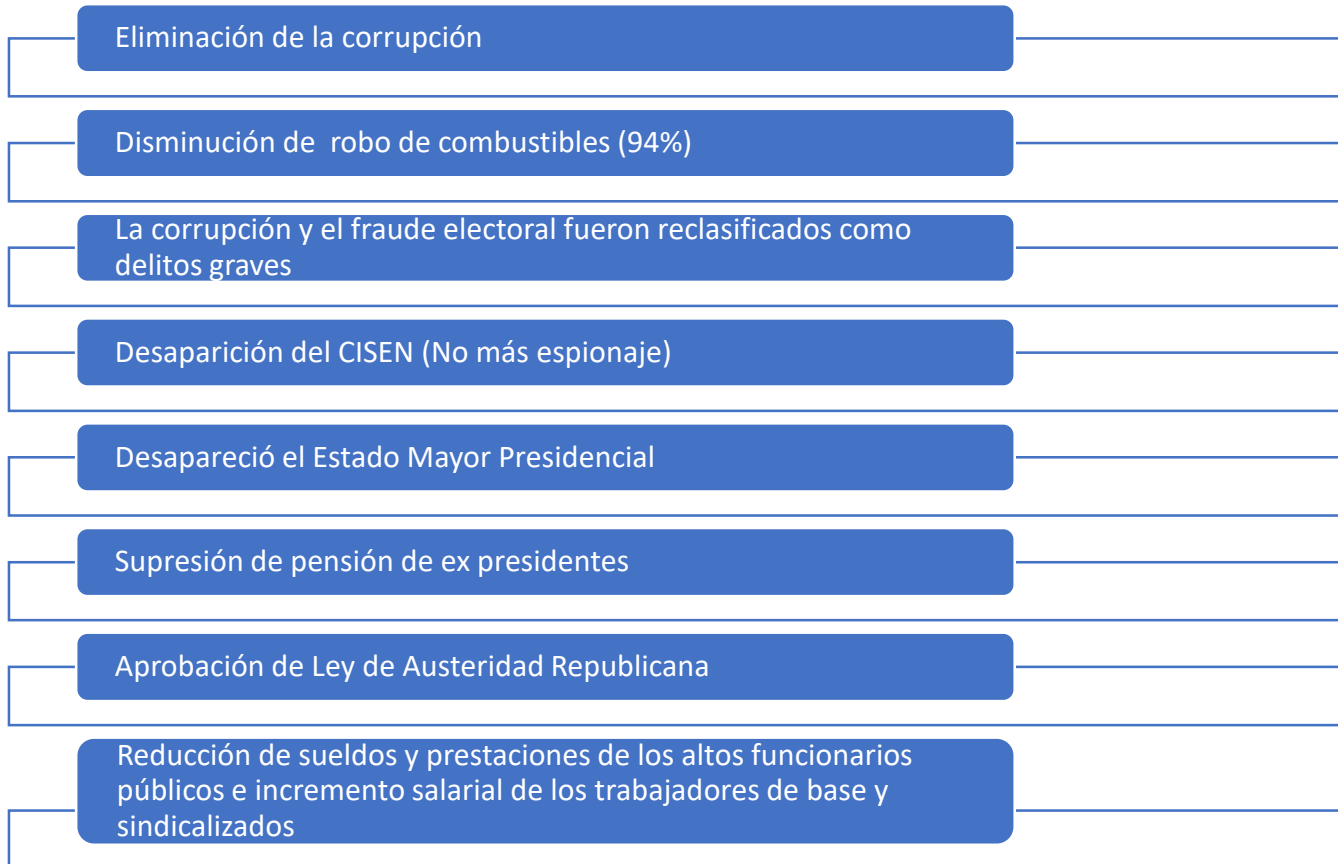 Eliminación de la corrupción
Disminución de  robo de combustibles (94%)
La corrupción y el fraude electoral fueron reclasificados como
delitos graves
Desaparición del CISEN (No más espionaje)
Desapareció el Estado Mayor Presidencial
Supresión de pensión de ex presidentes
Aprobación de Ley de Austeridad Republicana
Reducción de sueldos y prestaciones de los altos funcionarios
públicos e incremento salarial de los trabajadores de base y
sindicalizados